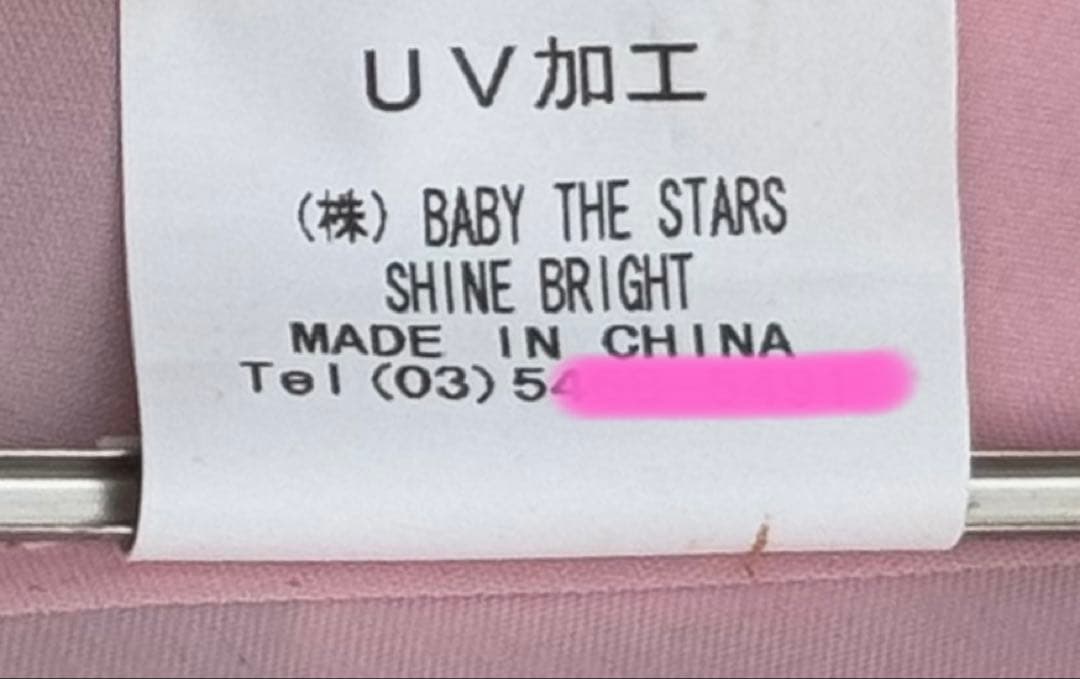 UV加工
(株) BABY THE STARS
SHINE BRIGHT
MADE IN CHINA
Tel (03) 54